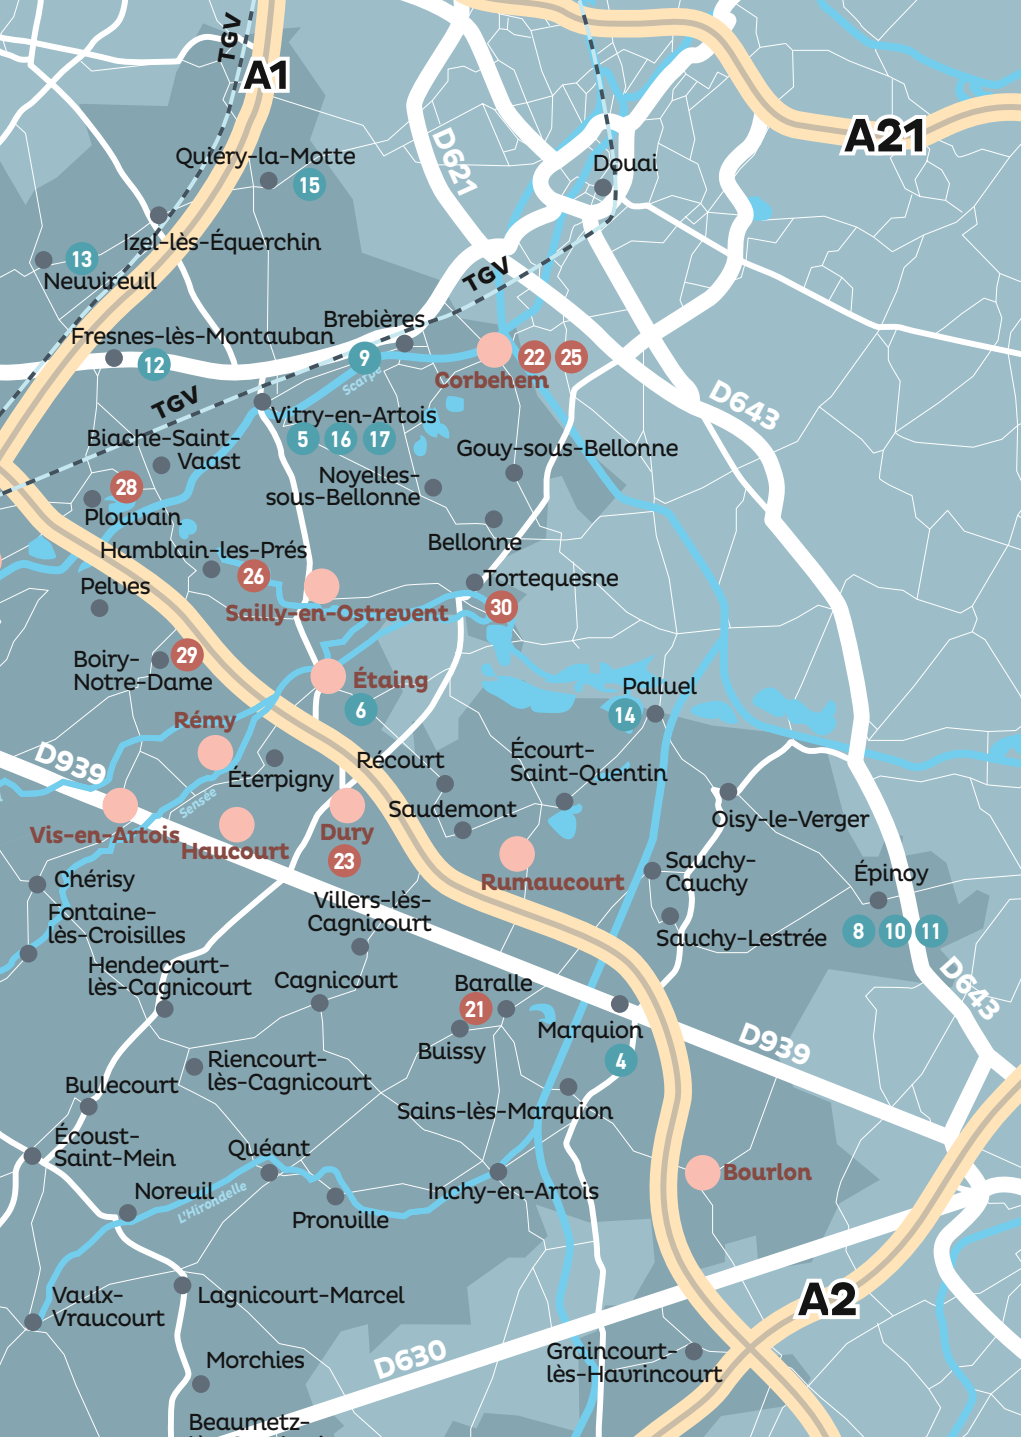 TGV
A1
A21
D621
Quiéry-la-Motte
15
Douai
Izel-lès-Équerchin
13
Neuvireuil
TGV
Brebières
Fresnes-lès-Montauban
12
9
22
25
Corbehem
Scarpe
TGV
D643
Vitry-en-Artois
5
16
17
Biache-Saint-
Vaast
Gouy-sous-Bellonne
Noyelles-
sous-Bellonne
28
Plouvain
Bellonne
Hamblain-les-Prés
26
Pelves
Tortequesne
30
Sailly-en-Ostrevent
Boiry-
Notre-Dame
29
Étaing
6
Palluel
14
Rémy
D939
Récourt
Écourt-
Saint-Quentin
Éterpigny
Sensée
Saudemont
Oisy-le-Verger
Vis-en-Artois
Haucourt
Dury
23
Rumaucourt
Sauchy-
Cauchy
Épinoy
Chérisy
Villers-lès-
Cagnicourt
Fontaine-
lès-Croisilles
Sauchy-Lestrée
8
10
11
Hendecourt-
lès-Cagnicourt
Cagnicourt
Baralle
21
D643
Marquion
4
Buissy
D939
Riencourt-
lès-Cagnicourt
Bullecourt
Sains-lès-Marquion
Écoust-
Saint-Mein
Quéant
Bourlon
Noreuil
L'Hirondelle
Inchy-en-Artois
Pronville
Vaulx-
Vraucourt
Lagnicourt-Marcel
A2
D630
Graincourt-
lès-Havrincourt
Morchies
Beaumetz-